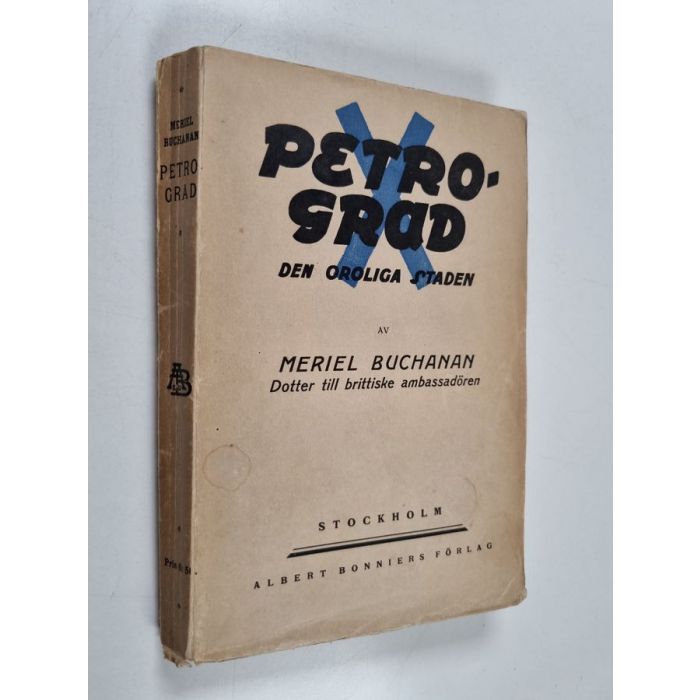 MERIEL
BUCHANAN
PETRO-
GRAD
AB
PETRO-
GRAD
DEN OROLIGA STADEN
AV
MERIEL BUCHANAN
Dotter till brittiske ambassadören
STOCKHOLM
ALBERT BONNIERS FÖRLAG